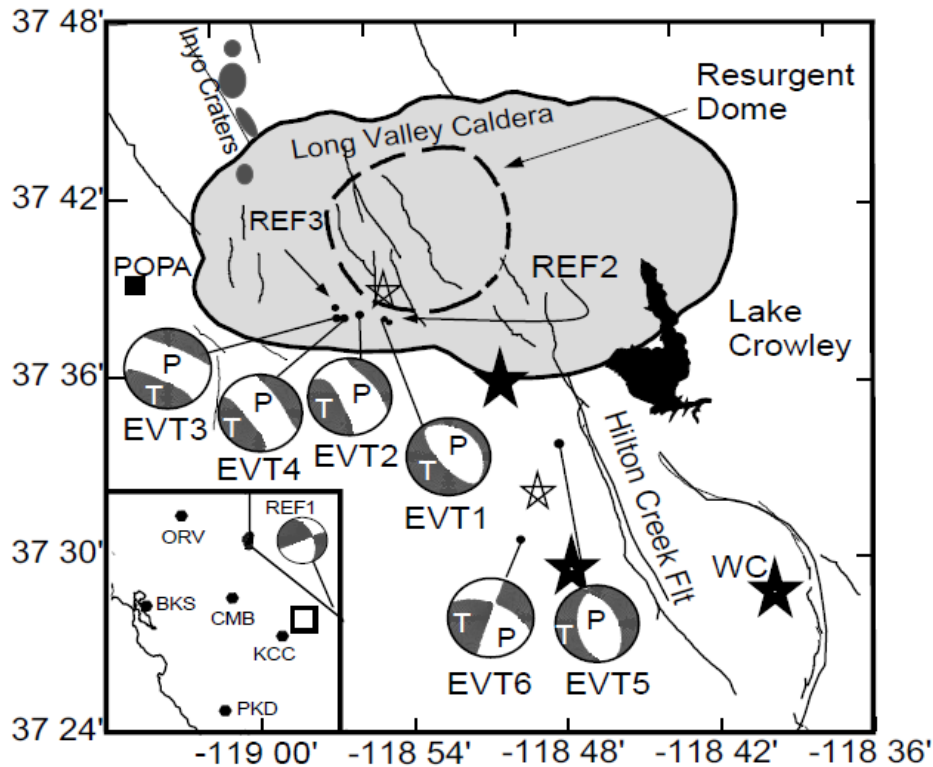 37 48'
37 42'
37 36'
37 30'
37 24'
Inyo Craters
Long Valley Caldera
Resurgent
Dome
REF3
REF2
POPA
Lake
Crowley
P
T
EVT3
P
T
EVT4
P
T
EVT2
P
T
EVT1
Hilton Creek Flt
WC
T
P
EVT6
P
T
EVT5
REF1
ORV
BKS
CMB
KCC
PKD
-119 00'
-118 54'
-118 48'
-118 42'
-118 36'